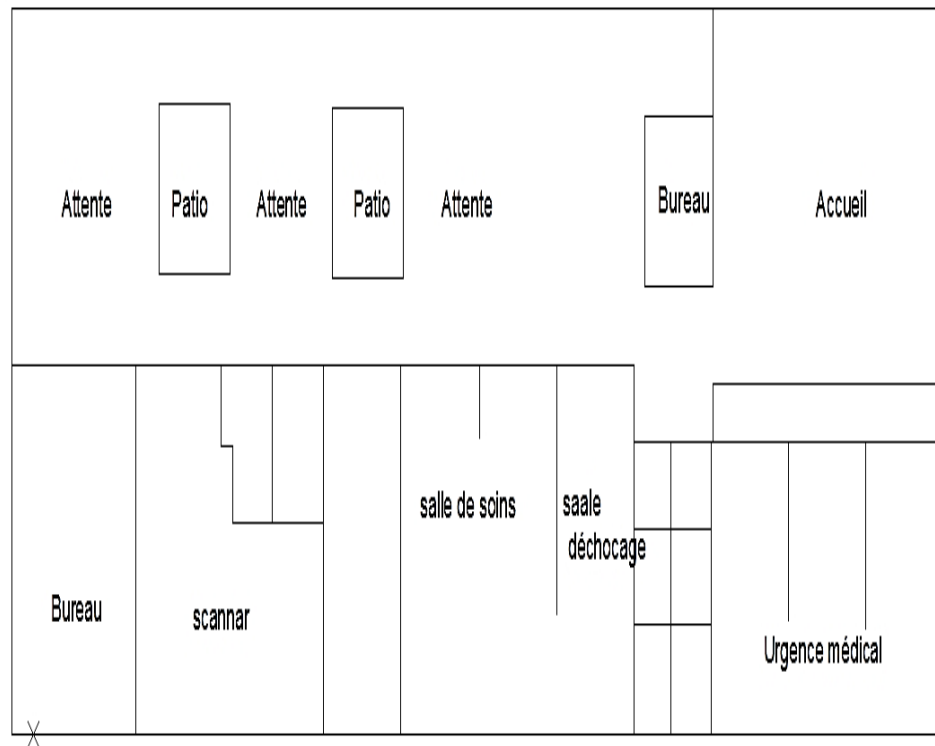 Attente
Patio
Attente
Patio
Attente
Bureau
Accueil
salle de soins
saale
déchocage
Bureau
scannar
Urgence médical